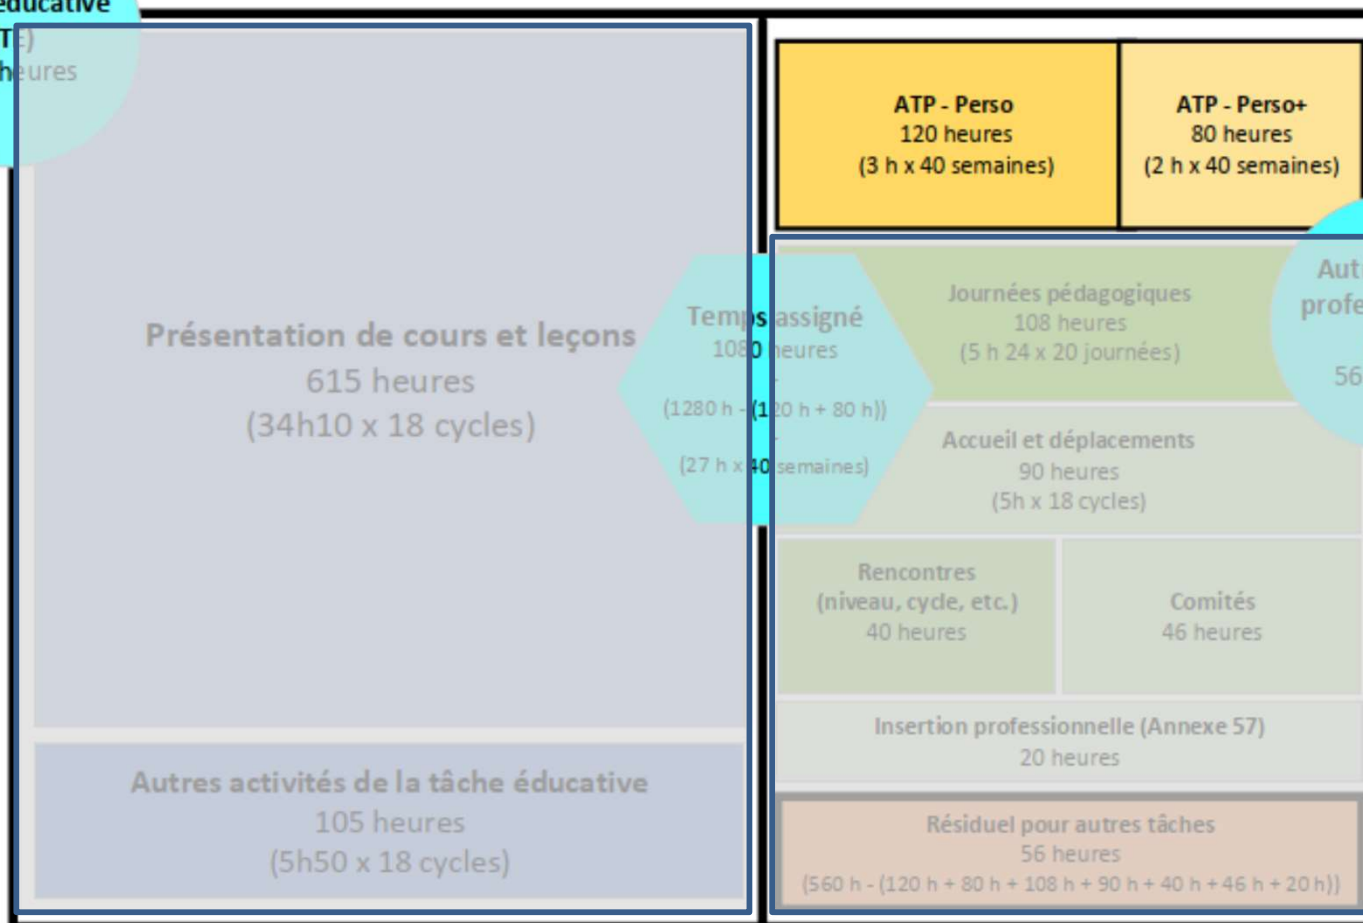 éducative
TE)
heures
Présentation de cours et leçons
615 heures
(34h10 x 18 cycles)
Autres activités de la tâche éducative
105 heures
(5h50 x 18 cycles)
Temps assigné
1080 heures
-
(1280 h - (120 h + 80 h))
-
(27 h x 40 semaines)
ATP - Perso
120 heures
(3 h x 40 semaines)
ATP - Perso+
80 heures
(2 h x 40 semaines)
Journées pédagogiques
108 heures
(5 h 24 x 20 journées)
Aut
profe
56
Accueil et déplacements
90 heures
(5h x 18 cycles)
Rencontres
(niveau, cycle, etc.)
40 heures
Comités
46 heures
Insertion professionnelle (Annexe 57)
20 heures
Résiduel pour autres tâches
56 heures
(560 h - (120 h + 80 h + 108 h + 90 h + 40 h + 46 h + 20 h))